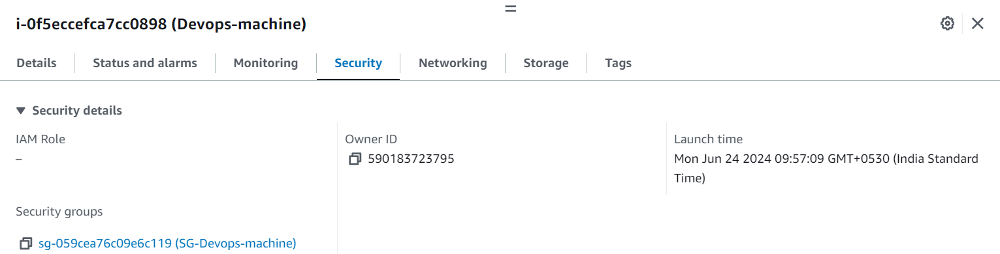 i-0f5eccefca7cc0898 (Devops-machine)
Details
Status and alarms
Monitoring
Security
Networking
Storage
Tags
Security details
IAM Role
–
Owner ID
590183723795
Launch time
Mon Jun 24 2024 09:57:09 GMT+0530 (India Standard
Time)
Security groups
sg-059cea76c09e6c119 (SG-Devops-machine)